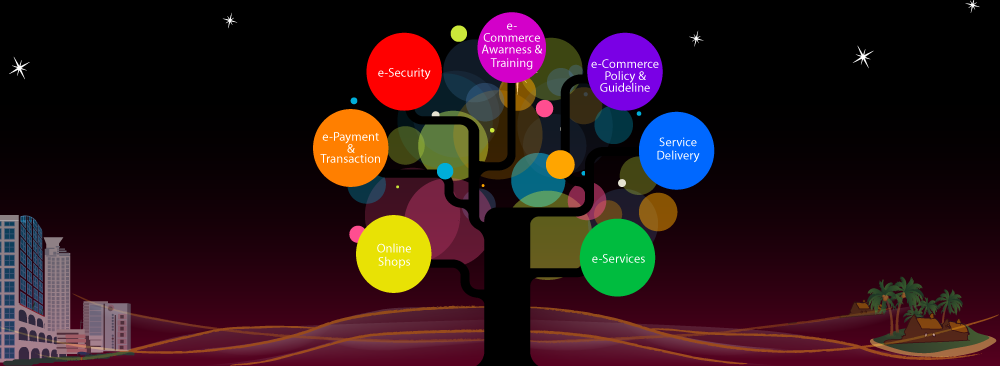 e-
Commerce
Awarness &
Training
e-Security
e-Commerce
Policy &
Guideline
e-Payment
&
Transaction
Service
Delivery
Online
Shops
e-Services